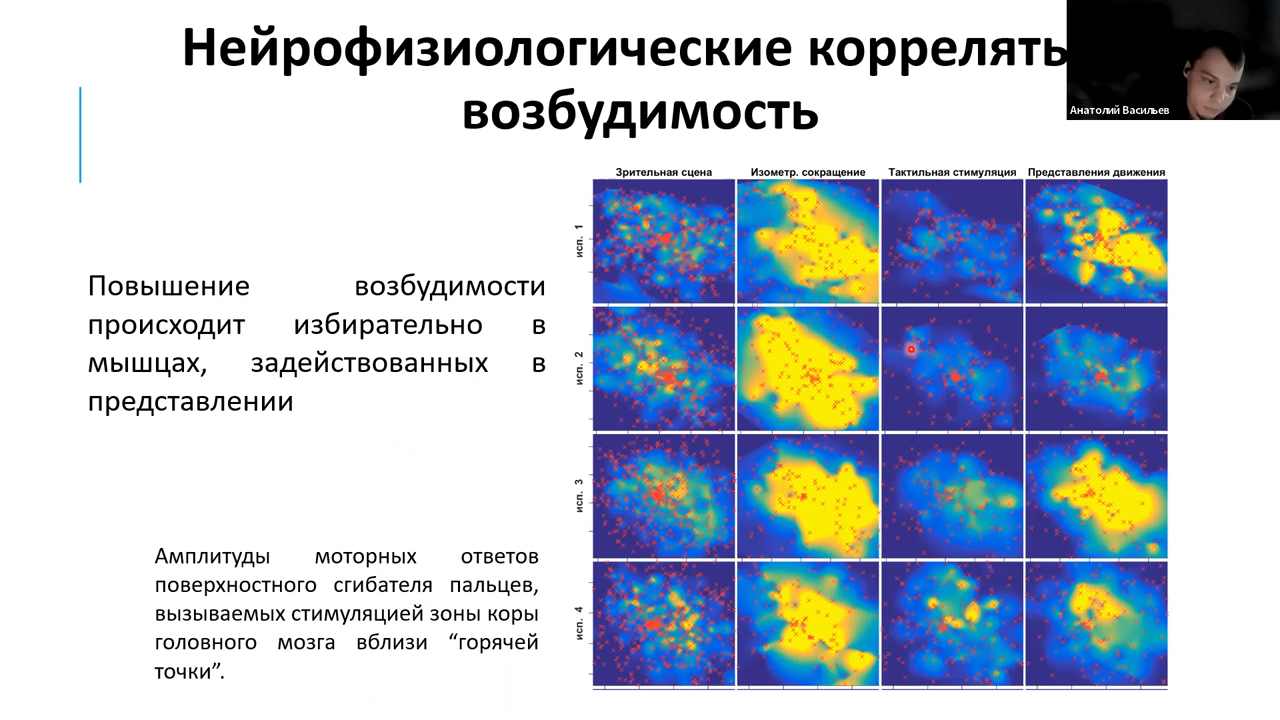 Нейрофизиологические корреляты
возбудимость
Анатолий Васильев
Зрительная сцена Изометр. сокращение Тактильная стимуляция Представления движения
исп. 1
исп. 2
исп. 3
исп. 4
Повышение возбудимости
происходит избирательно в
мышцах, задействованных в
представлении
Амплитуды моторных ответов
поверхностного сгибателя пальцев,
вызываемых стимуляцией зоны коры
головного мозга вблизи “горячей
точки”.